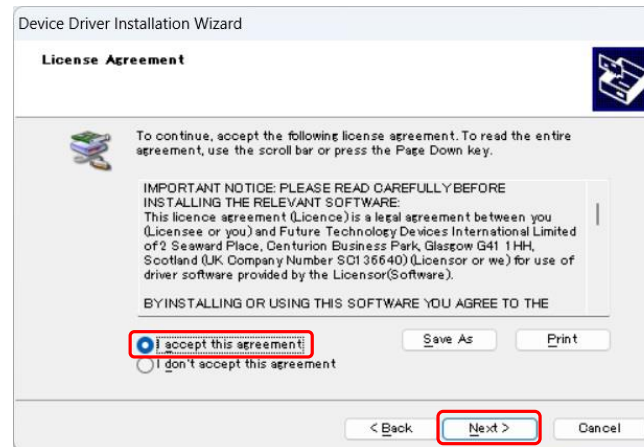 Device Driver Installation Wizard
License Agreement
To continue, accept the following license agreement. To read the entire
agreement, use the scroll bar or press the Page Down key.
IMPORTANT NOTICE: PLEASE READ CAREFULLY BEFORE
INSTALLING THE RELEVANT SOFTWARE:
This licence agreement (Licence) is a legal agreement between you
(Licensee or you) and Future Technology Devices International Limited
of 2 Seaward Place, Centurion Business Park, Glasgow G41 1HH,
Scotland (UK Company Number SC136640) (Licensor or we) for use of
driver software provided by the Licensor(Software).
BY INSTALLING OR USING THIS SOFTWARE YOU AGREE TO THE
I accept this agreement
Save As
Print
I don't accept this agreement
< Back
Next >
Cancel